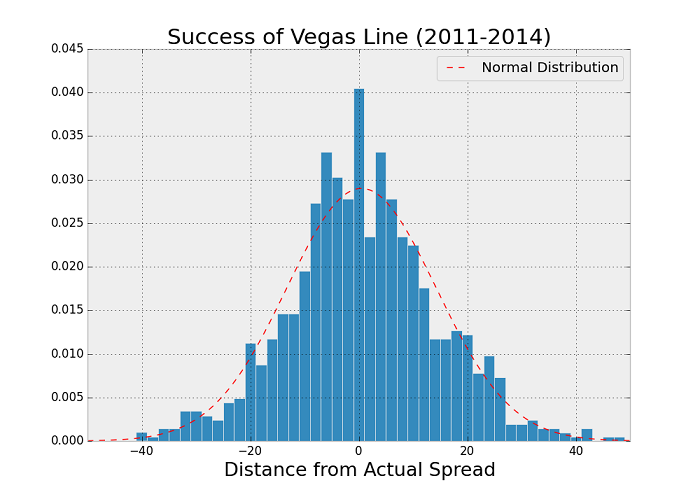 Success of Vegas Line (2011-2014)
Normal Distribution
0.045
0.040
0.035
0.030
0.025
0.020
0.015
0.010
0.005
0.000
−40 −20 0 20 40
Distance from Actual Spread